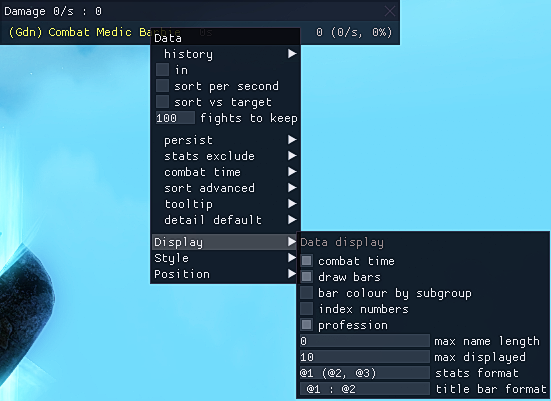 Damage 0/s : 0
(Gdn) Combat Medic Ba  ie 0s 0 (0/s, 0%)
Data
history
in
sort per second
sort vs target
100 fights to keep
persist
stats exclude
combat time
sort advanced
tooltip
detail default
Display
Style
Position
Data display
combat time
draw bars
bar colour by subgroup
index numbers
profession
0 max name length
10 max displayed
@1 (@2, @3) stats format
@1 : @2 title bar format